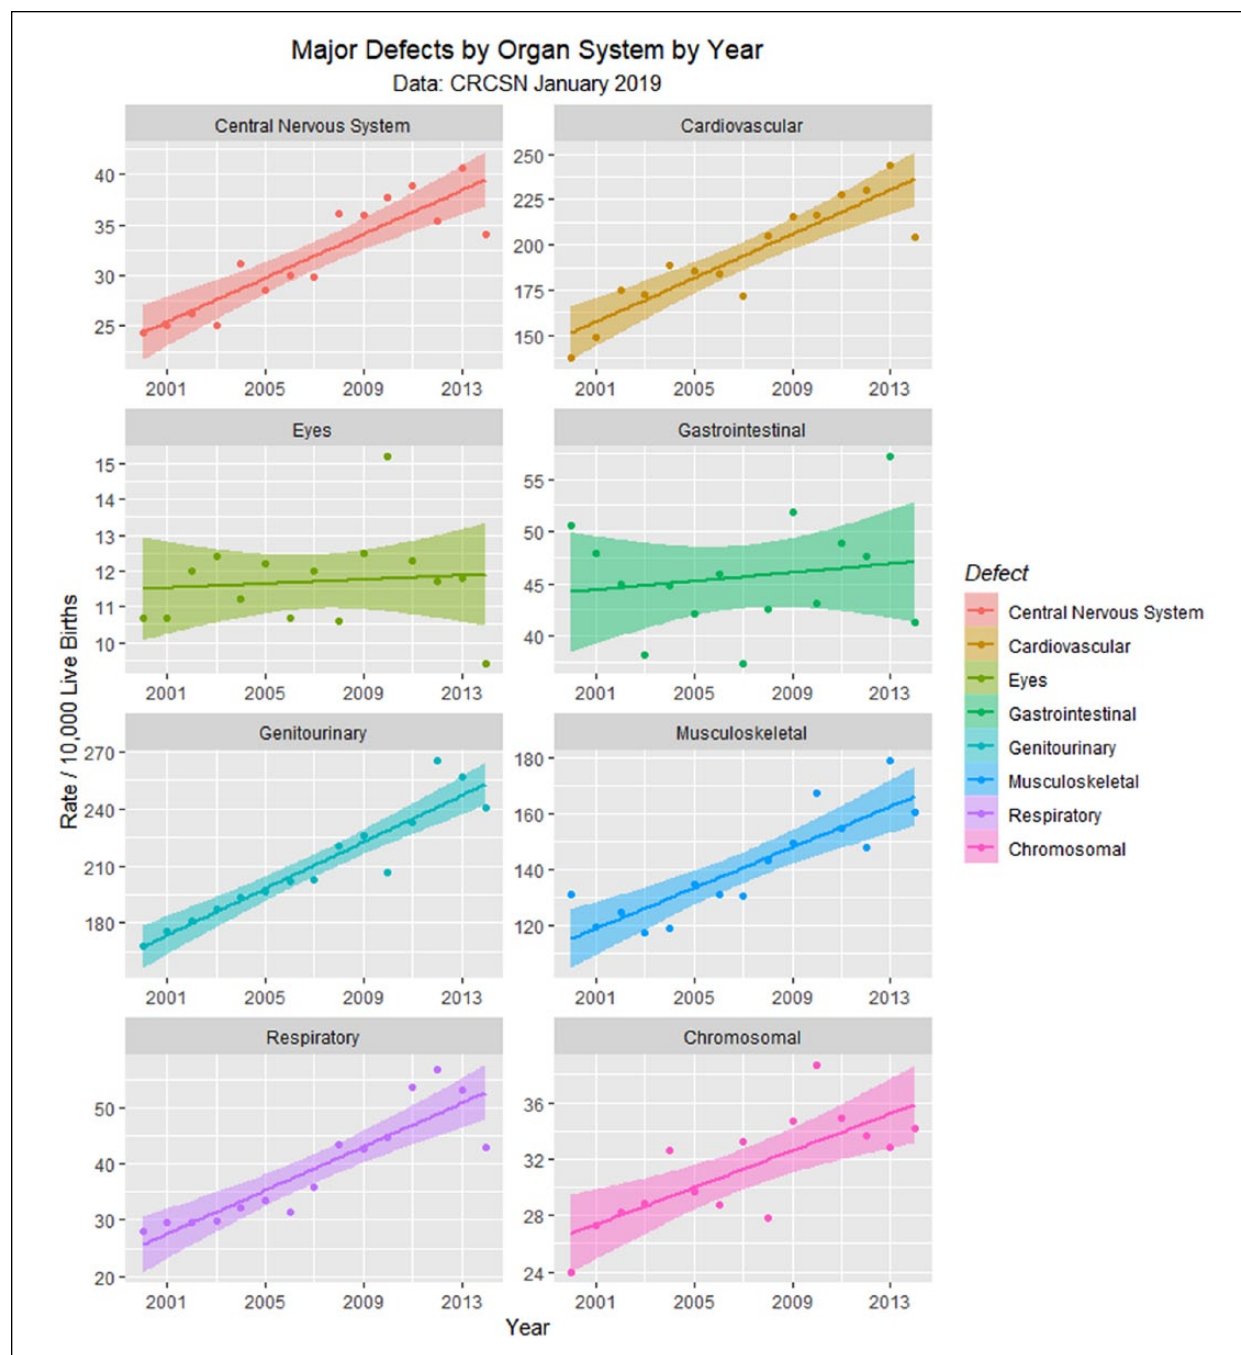 Major Defects by Organ System by Year
Data: CRCSN January 2019
Rate / 10,000 Live Births
Central Nervous System
40
35
30
25
2001 2005 2009 2013
Cardiovascular
250
225
200
175
150
2001 2005 2009 2013
Eyes
15
14
13
12
11
10
2001 2005 2009 2013
Gastrointestinal
55
50
45
40
2001 2005 2009 2013
Genitourinary
270
240
210
180
2001 2005 2009 2013
Musculoskeletal
180
160
140
120
2001 2005 2009 2013
Respiratory
50
40
30
20
2001 2005 2009 2013
Chromosomal
36
32
28
24
2001 2005 2009 2013
Year
Defect
Central Nervous System
Cardiovascular
Eyes
Gastrointestinal
Genitourinary
Musculoskeletal
Respiratory
Chromosomal